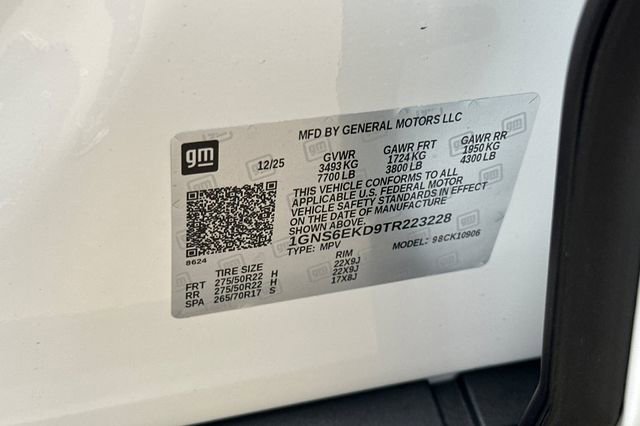 MFD BY GENERAL MOTORS LLC
gm
12/25
GVWR GAWR FRT GAWR RR
3493 KG 1724 KG 1950 KG
7700 LB 3800 LB 4300 LB
THIS VEHICLE CONFORMS TO ALL
APPLICABLE U.S. FEDERAL MOTOR
VEHICLE SAFETY STANDARDS IN EFFECT
ON THE DATE OF MANUFACTURE
SHOWN ABOVE.
1GNS6EKD9TR223228
TYPE: MPV MODEL: 98CK10906
8624
TIRE SIZE RIM
FRT 275/50R22 H 22X9J
RR 275/50R22 H 22X9J
SPA 265/70R17 S 17X8J